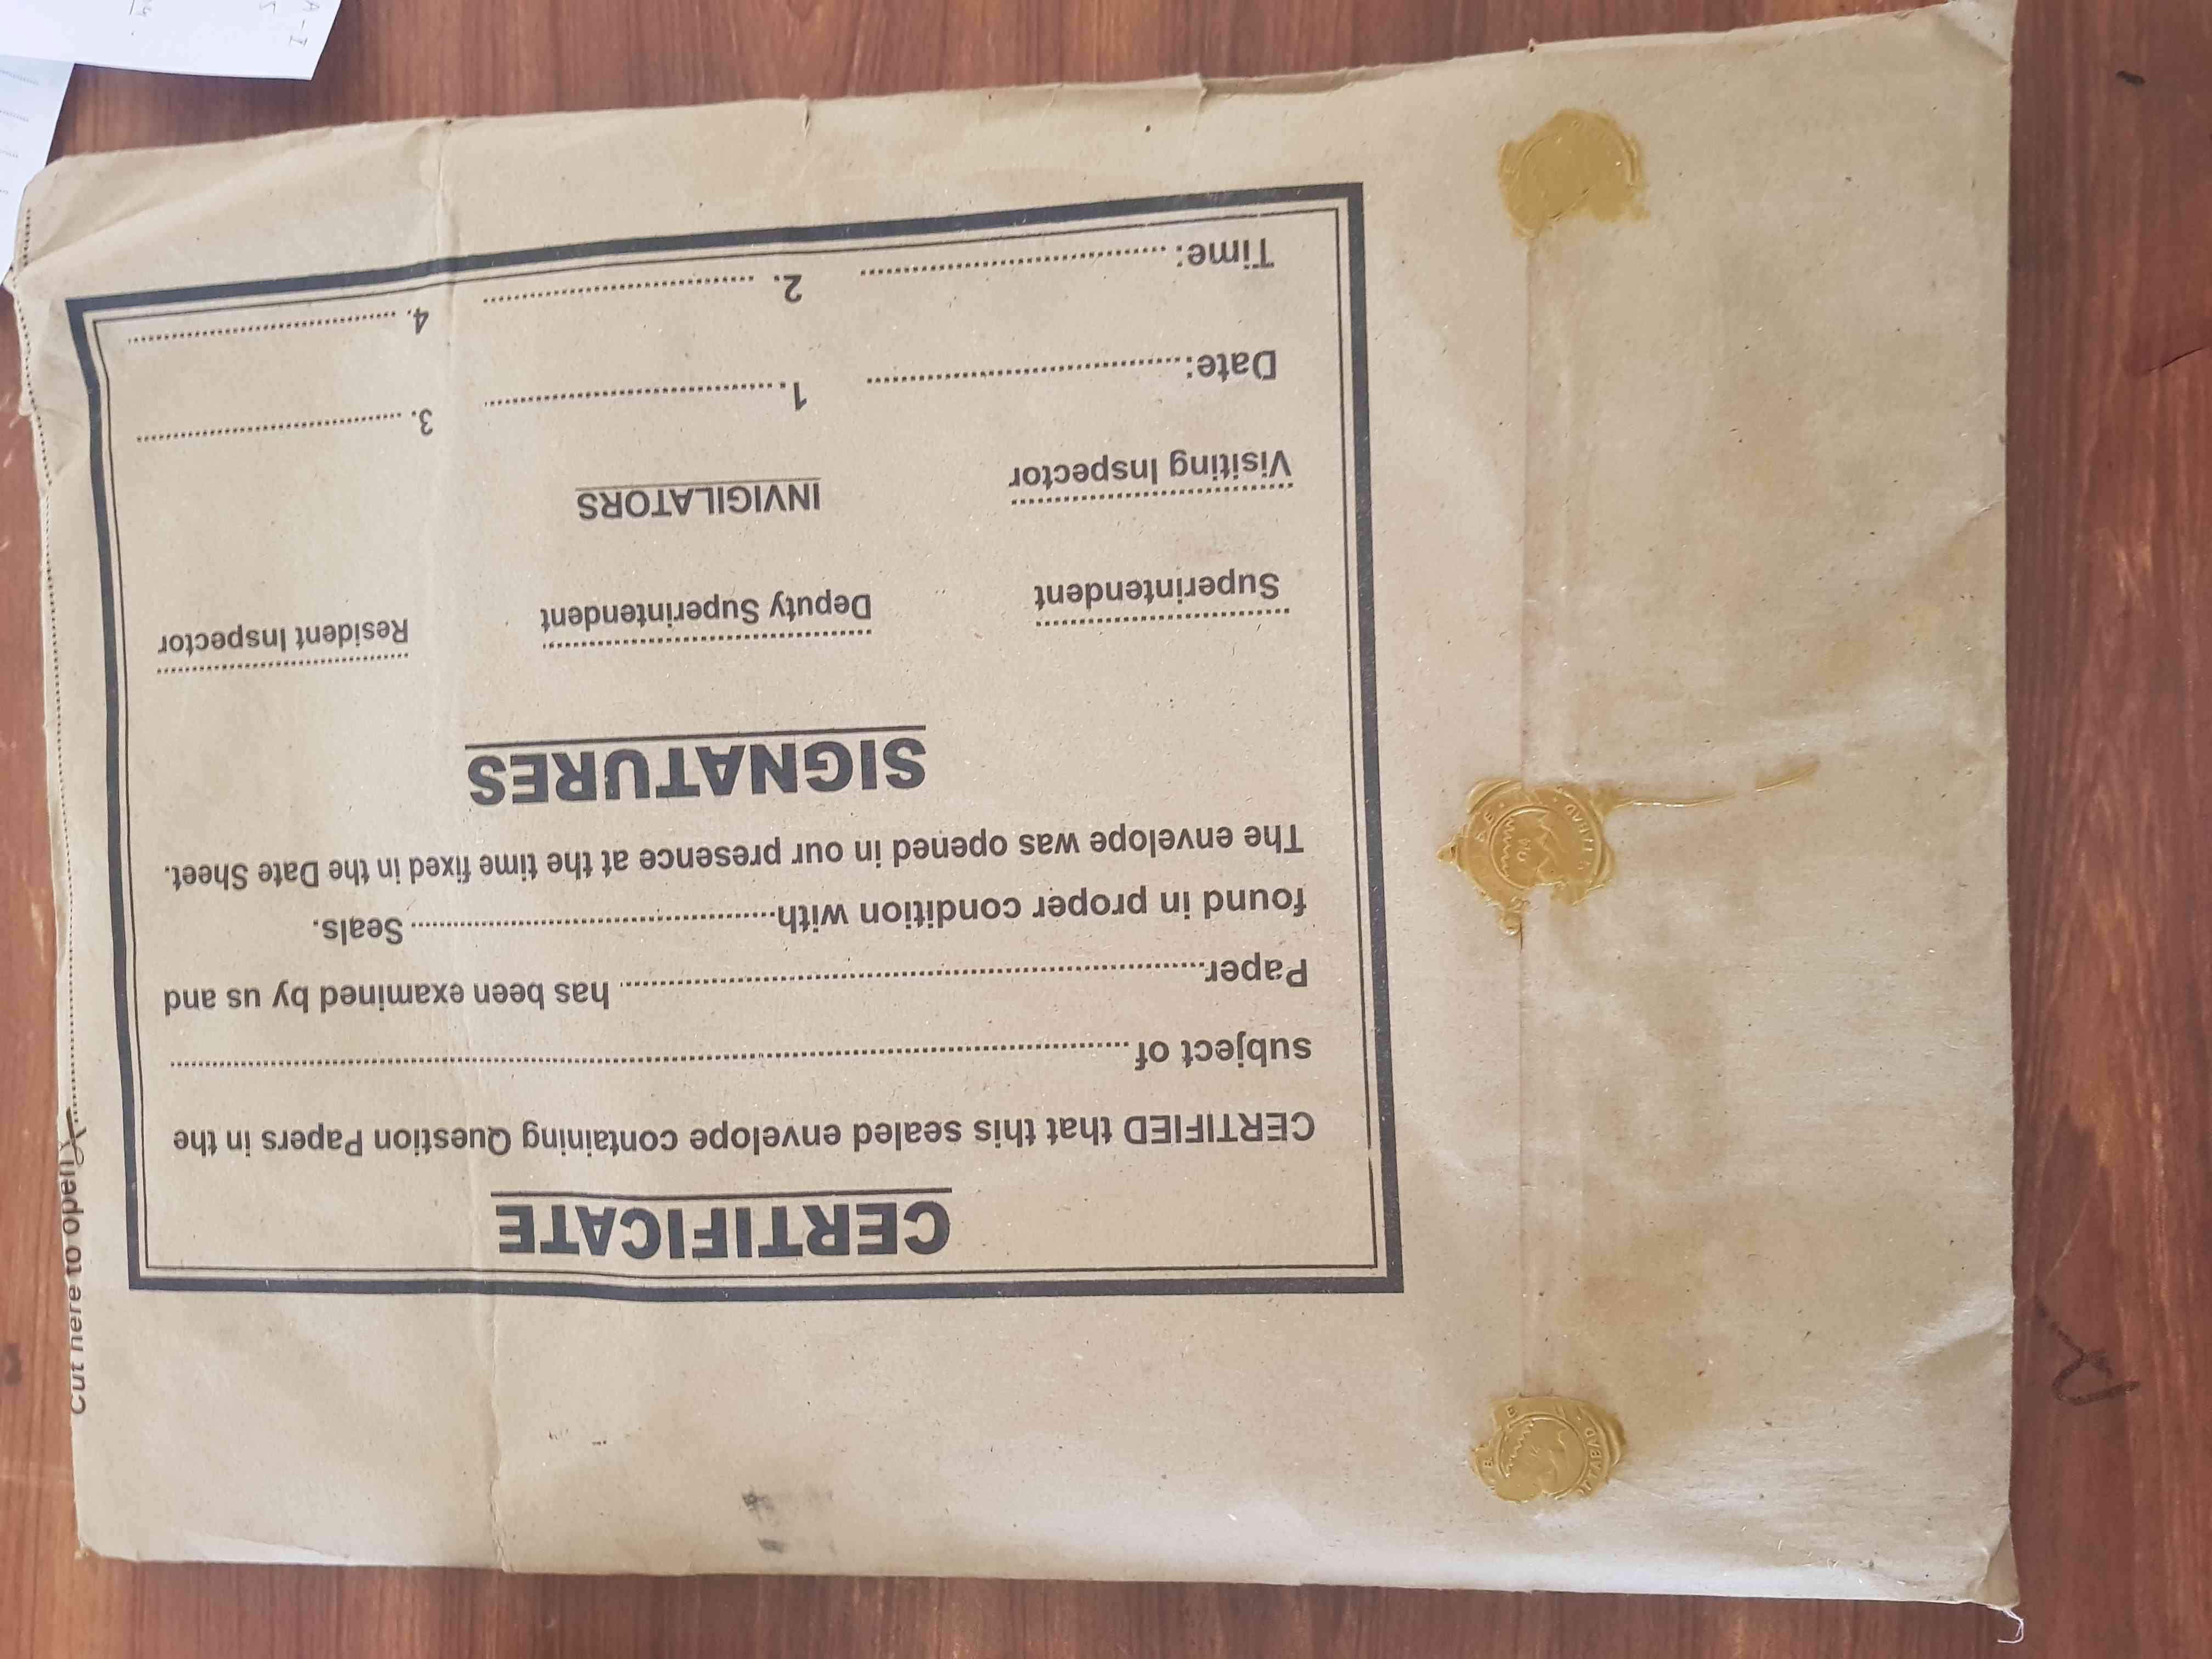 CERTIFICATE
CERTIFIED that this sealed envelope containing Question Papers in the
subject of ........................................
Paper........................................ has been examined by us and
found in proper condition with........................................ Seals.
The envelope was opened in our presence at the time fixed in the Date Sheet.
SIGNATURES
Superintendent Deputy Superintendent Resident Inspector
Visiting Inspector INVIGILATORS
Date:.............................. 1............................... 3. ..............................
Time: .............................. 2. .............................. 4. ..............................
Cut here to open